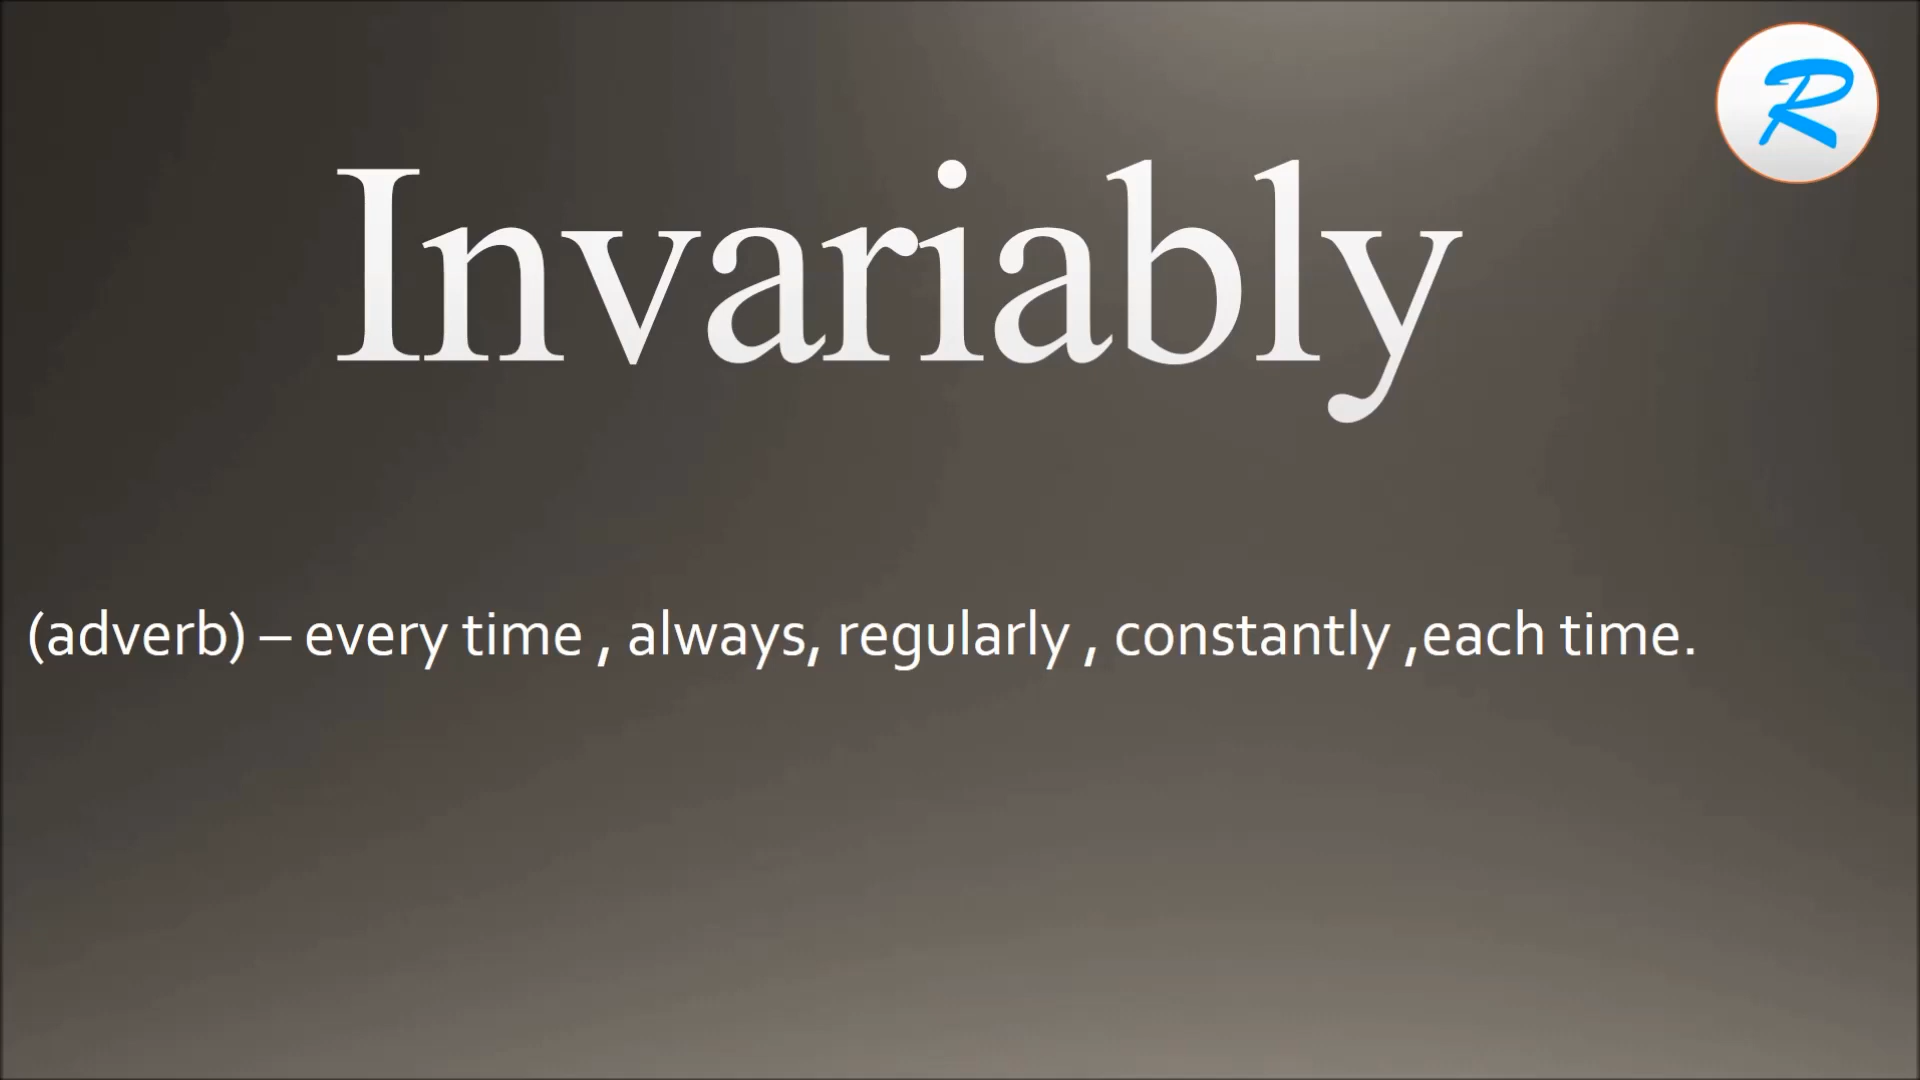 R
Invariably
(adverb) – every time , always, regularly , constantly ,each time.